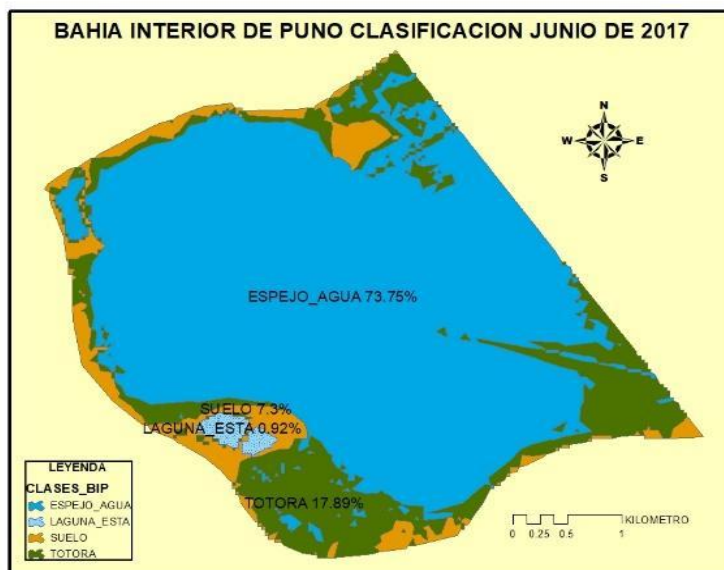 BAHIA INTERIOR DE PUNO CLASIFICACION JUNIO DE 2017
N
W E
S
ESPEJO_AGUA 73.75%
SUELO 7.3%
LAGUNA_ESTA 0.92%
TOTORA 17.89%
LEYENDA
CLASES_BIP
ESPEJO_AGUA
LAGUNA_ESTA
SUELO
TOTORA
KILOMETRO
0 0.25 0.5 1